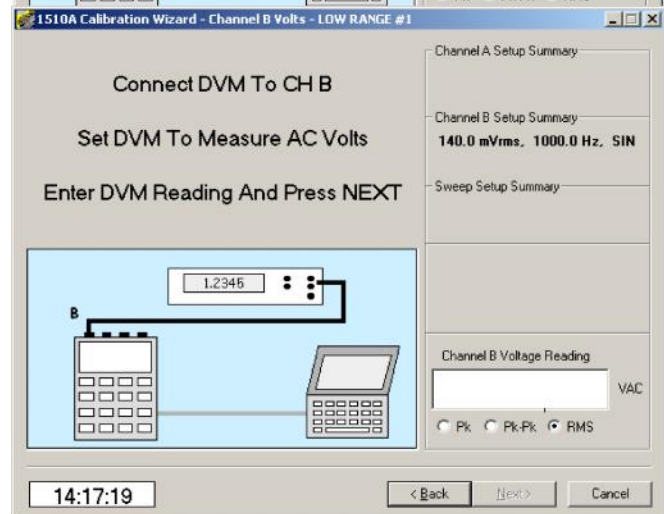 1510A Calibration Wizard - Channel B Volts - LOW RANGE #1
Connect DVM To CH B
Set DVM To Measure AC Volts
Enter DVM Reading And Press NEXT
1.2345
B
Channel A Setup Summary
Channel B Setup Summary
140.0 mVrms, 1000.0 Hz, SIN
Sweep Setup Summary
Channel B Voltage Reading
VAC
Pk Pk-Pk RMS
14:17:19
< Back Next > Cancel